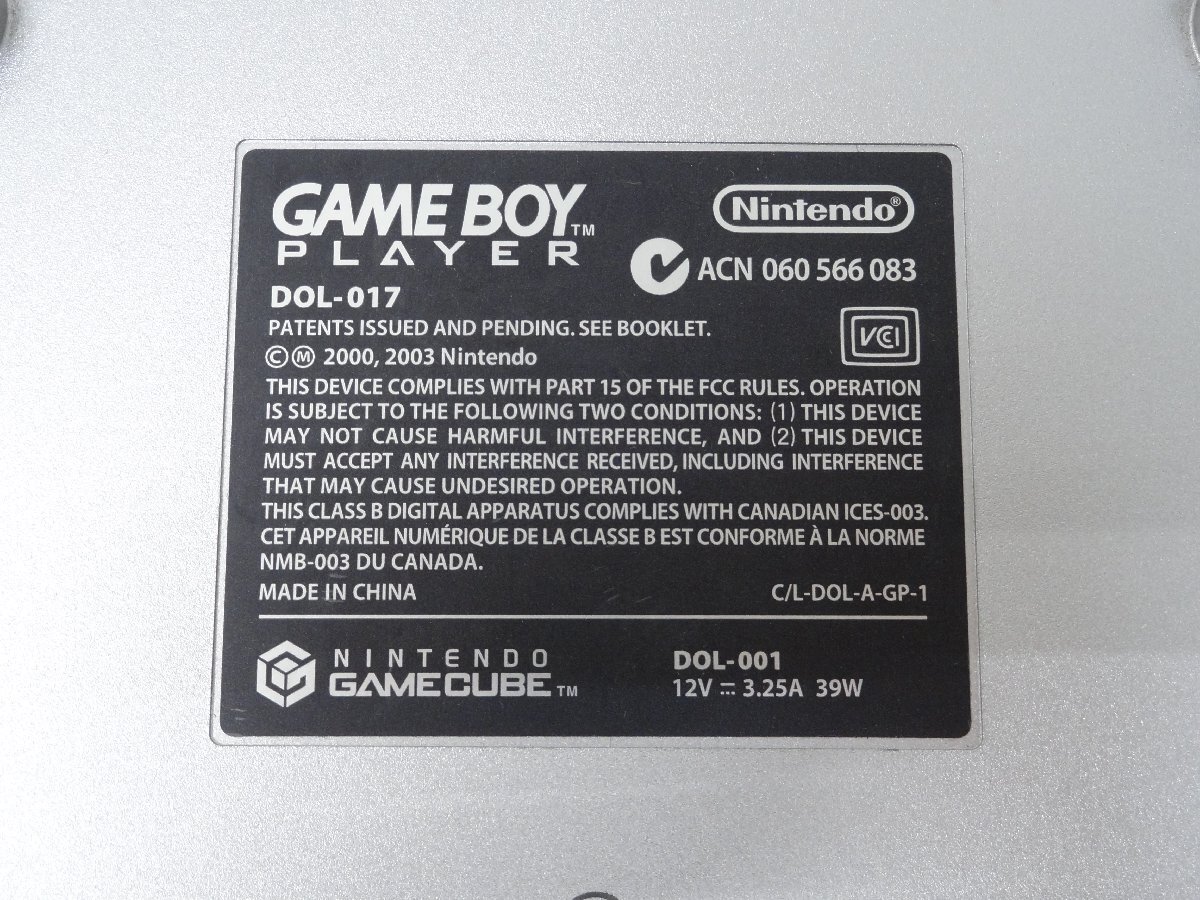 GAME BOY™
PLAYER
Nintendo®
ACN 060 566 083
DOL-017
PATENTS ISSUED AND PENDING. SEE BOOKLET.
VCCI
©Ⓜ 2000, 2003 Nintendo
THIS DEVICE COMPLIES WITH PART 15 OF THE FCC RULES. OPERATION
IS SUBJECT TO THE FOLLOWING TWO CONDITIONS: (1) THIS DEVICE
MAY NOT CAUSE HARMFUL INTERFERENCE, AND (2) THIS DEVICE
MUST ACCEPT ANY INTERFERENCE RECEIVED, INCLUDING INTERFERENCE
THAT MAY CAUSE UNDESIRED OPERATION.
THIS CLASS B DIGITAL APPARATUS COMPLIES WITH CANADIAN ICES-003.
CET APPAREIL NUMÉRIQUE DE LA CLASSE B EST CONFORME À LA NORME
NMB-003 DU CANADA.
MADE IN CHINA
C/L-DOL-A-GP-1
NINTENDO
GAMECUBE™
DOL-001
12V ⎓ 3.25A 39W